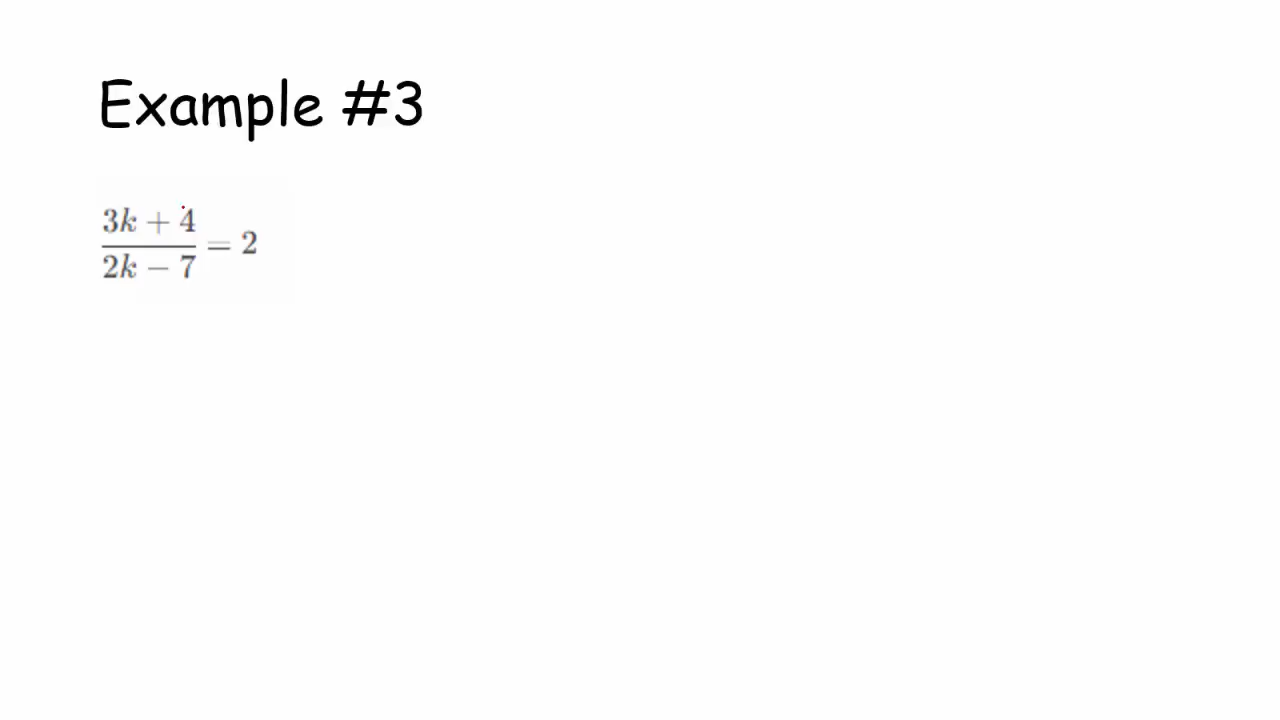 Example #3
3k + 4
2k − 7
= 2